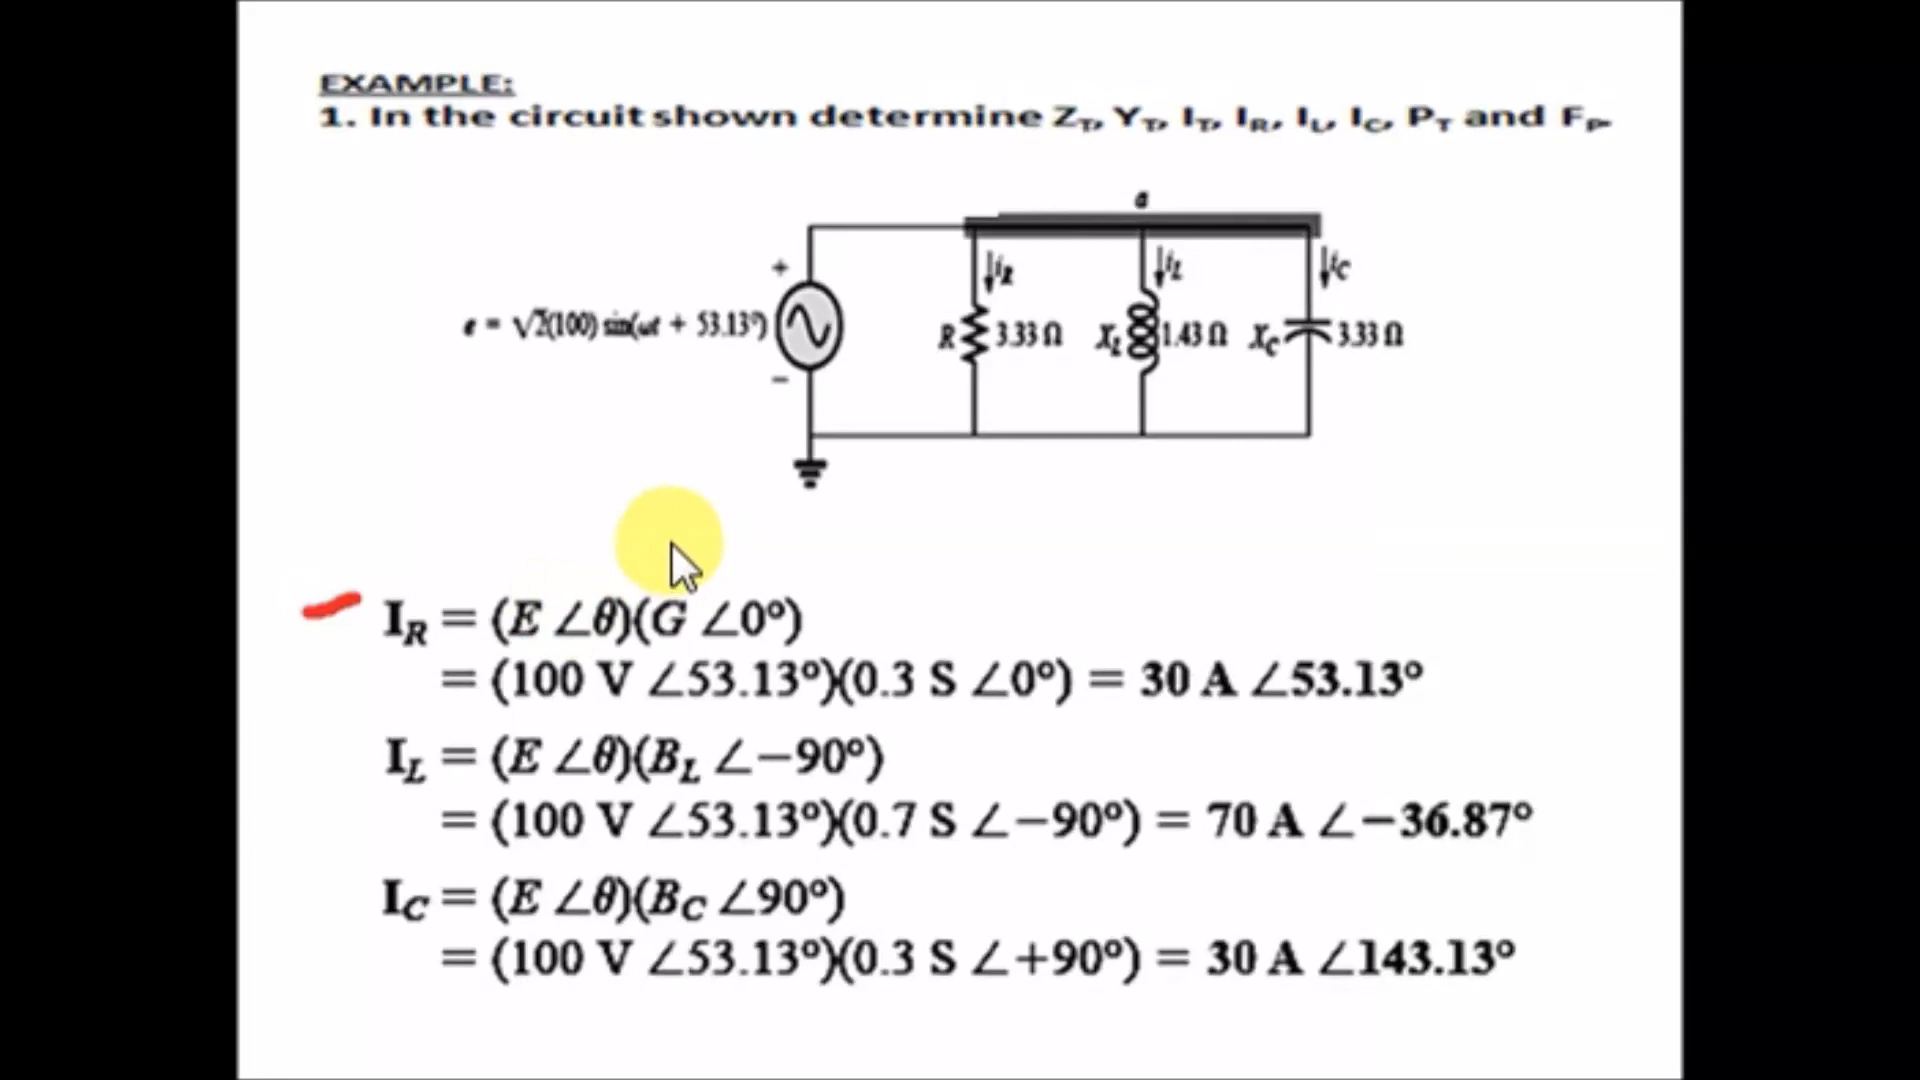 EXAMPLE:
1. In the circuit shown determine Z_T, Y_T, I_T, I_R, I_L, I_C, P_T and F_P.
a
+
i_R
i_L
i_C
e = √2(100) sin(ωt + 53.13°)
R 3.33 Ω X_L 1.43 Ω X_C 3.33 Ω
−
I_R = (E ∠θ)(G ∠0°)
= (100 V ∠53.13°)(0.3 S ∠0°) = 30 A ∠53.13°
I_L = (E ∠θ)(B_L ∠−90°)
= (100 V ∠53.13°)(0.7 S ∠−90°) = 70 A ∠−36.87°
I_C = (E ∠θ)(B_C ∠90°)
= (100 V ∠53.13°)(0.3 S ∠+90°) = 30 A ∠143.13°